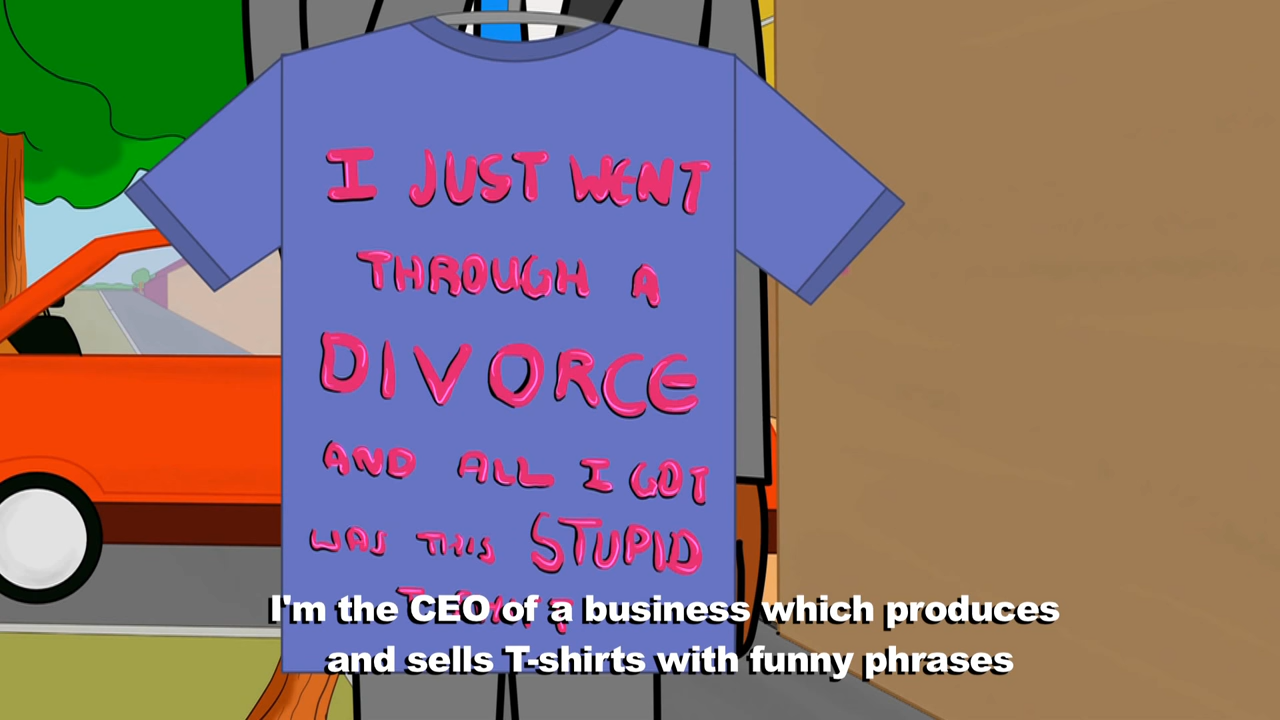 I JUST WENT
THROUGH A
DIVORCE
AND ALL I GOT
WAS THIS STUPID
I'm the CEO of a business which produces
and sells T-shirts with funny phrases